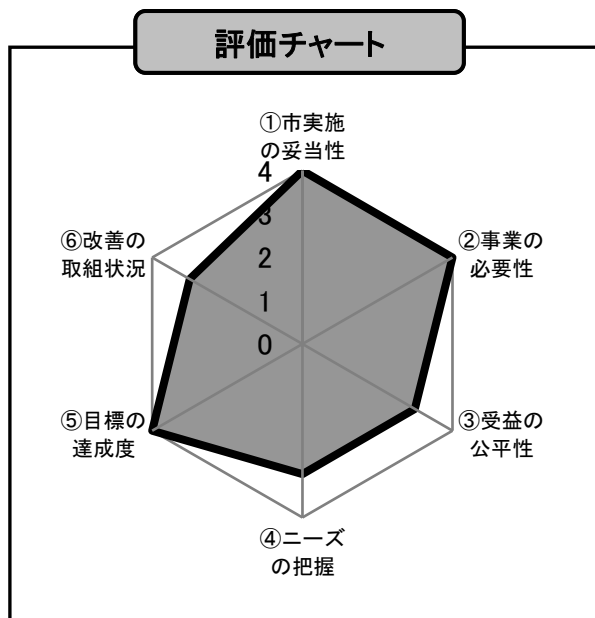 評価チャート
①市実施
の妥当性
4
3
2
1
0
②事業の
必要性
③受益の
公平性
④ニーズ
の把握
⑤目標の
達成度
⑥改善の
取組状況